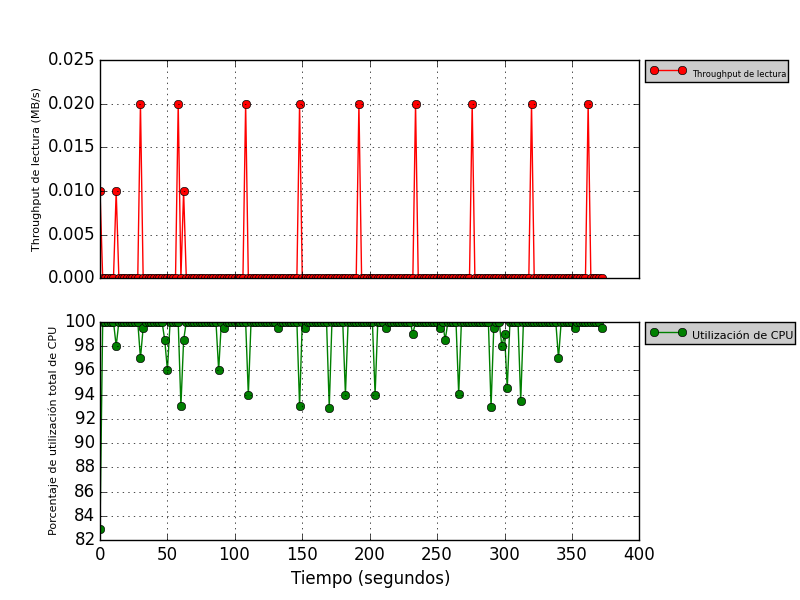 0.025
0.020
0.015
0.010
0.005
0.000
Throughput de lectura (MB/s)
Throughput de lectura
100
98
96
94
92
90
88
86
84
82
Porcentaje de utilización total de CPU
Utilización de CPU
0 50 100 150 200 250 300 350 400
Tiempo (segundos)